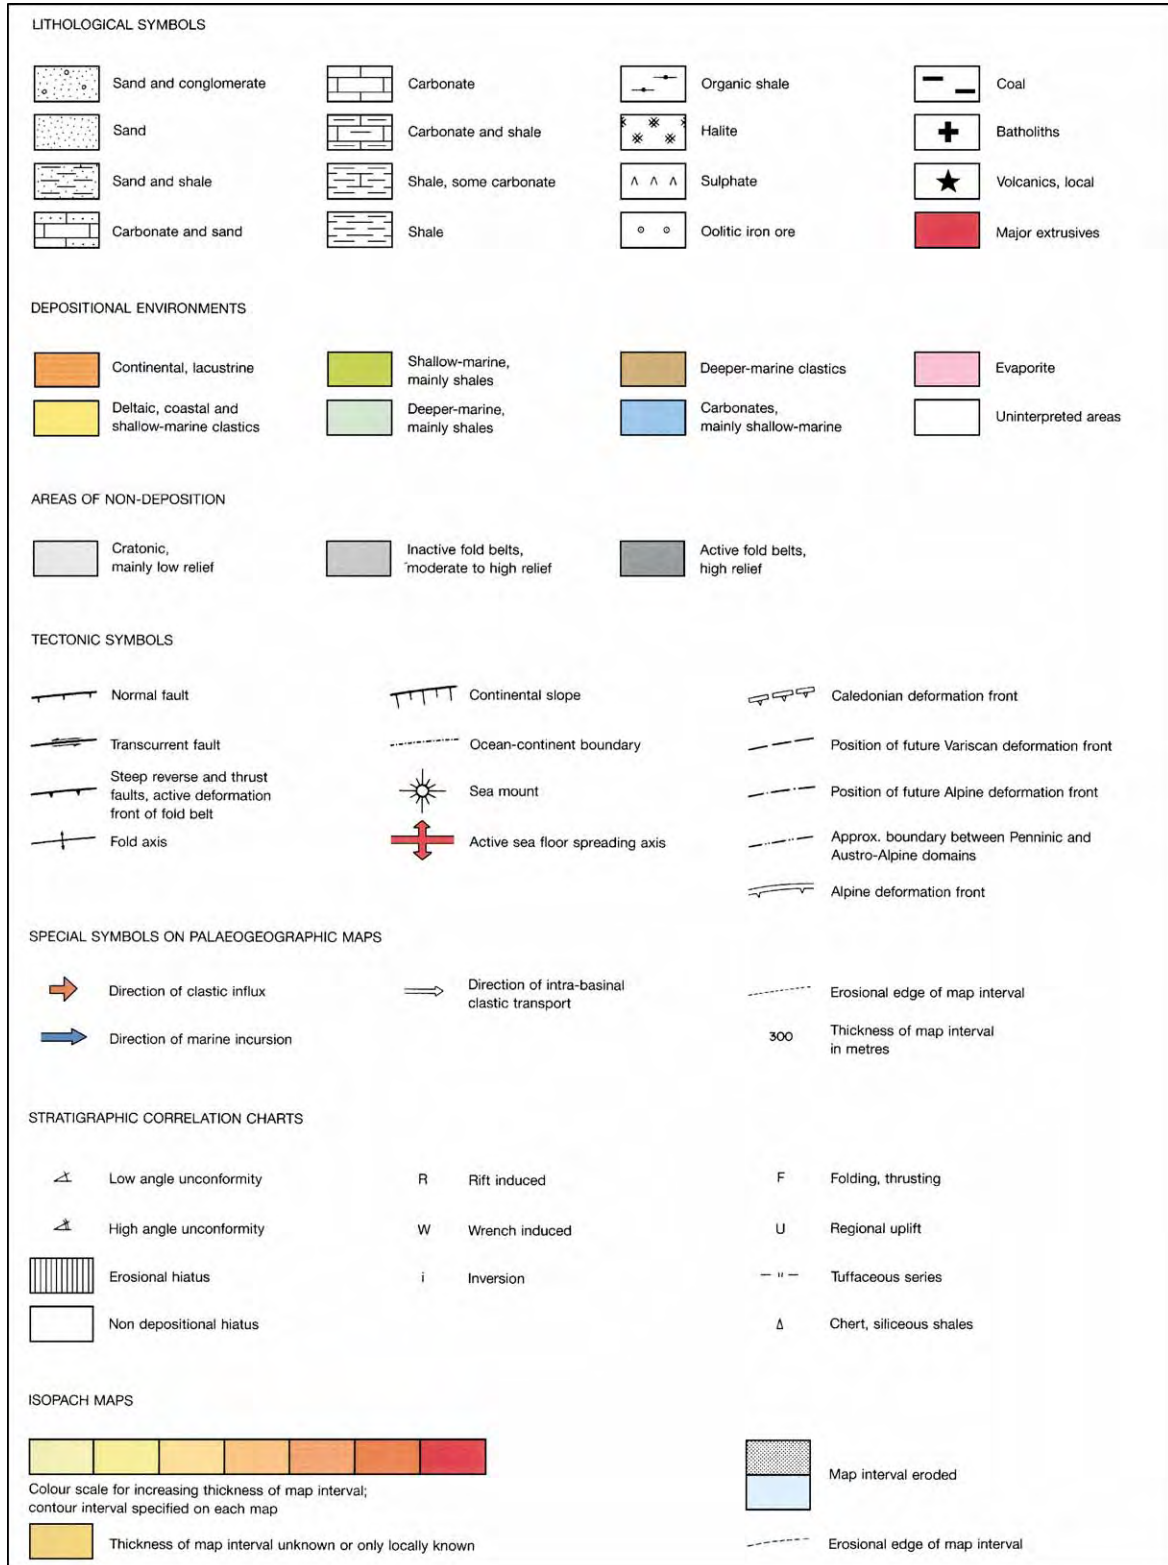 LITHOLOGICAL SYMBOLS
Sand and conglomerate
Carbonate
Organic shale
Coal
Sand
Carbonate and shale
Halite
Batholiths
Sand and shale
Shale, some carbonate
Sulphate
Volcanics, local
Carbonate and sand
Shale
Oolitic iron ore
Major extrusives
DEPOSITIONAL ENVIRONMENTS
Continental, lacustrine
Shallow-marine,
mainly shales
Deeper-marine clastics
Evaporite
Deltaic, coastal and
shallow-marine clastics
Deeper-marine,
mainly shales
Carbonates,
mainly shallow-marine
Uninterpreted areas
AREAS OF NON-DEPOSITION
Cratonic,
mainly low relief
Inactive fold belts,
moderate to high relief
Active fold belts,
high relief
TECTONIC SYMBOLS
Normal fault
Continental slope
Caledonian deformation front
Transcurrent fault
Ocean-continent boundary
Position of future Variscan deformation front
Steep reverse and thrust
faults, active deformation
front of fold belt
Sea mount
Position of future Alpine deformation front
Fold axis
Active sea floor spreading axis
Approx. boundary between Penninic and
Austro-Alpine domains
Alpine deformation front
SPECIAL SYMBOLS ON PALAEOGEOGRAPHIC MAPS
Direction of clastic influx
Direction of intra-basinal
clastic transport
Erosional edge of map interval
Direction of marine incursion
300
Thickness of map interval
in metres
STRATIGRAPHIC CORRELATION CHARTS
Low angle unconformity
R Rift induced
F Folding, thrusting
High angle unconformity
W Wrench induced
U Regional uplift
Erosional hiatus
i Inversion
Tuffaceous series
Non depositional hiatus
Chert, siliceous shales
ISOPACH MAPS
Colour scale for increasing thickness of map interval;
contour interval specified on each map
Map interval eroded
Thickness of map interval unknown or only locally known
Erosional edge of map interval